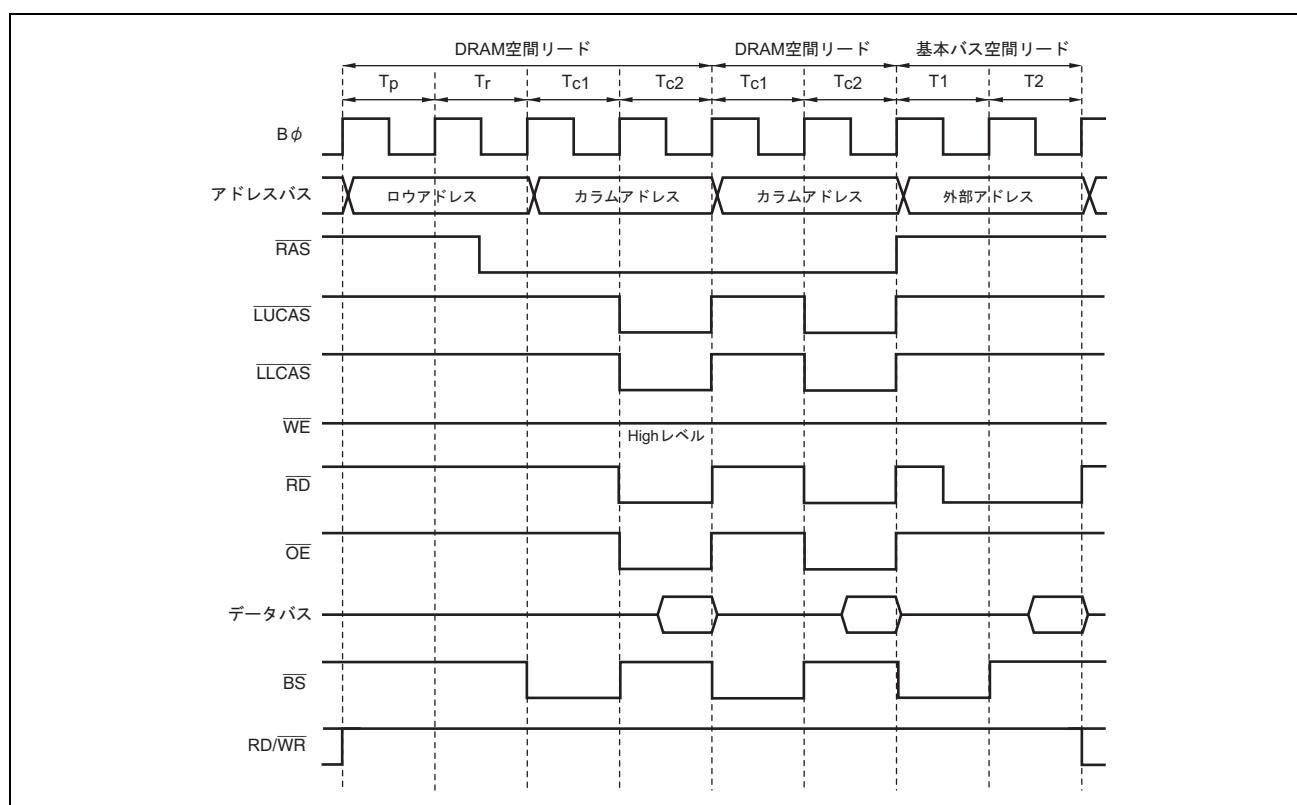 DRAM空間リード DRAM空間リード 基本バス空間リード
Tp Tr Tc1 Tc2 Tc1 Tc2 T1 T2
Bφ
アドレスバス ロウアドレス カラムアドレス カラムアドレス 外部アドレス
RAS
LUCAS
LLCAS
WE
Highレベル
RD
OE
データバス
BS
RD/WR